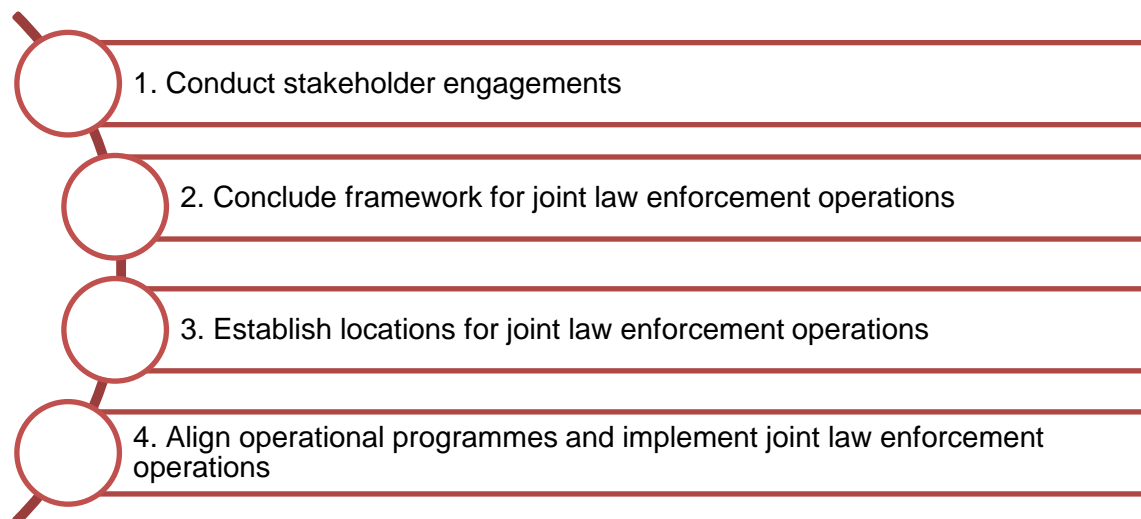 1. Conduct stakeholder engagements
2. Conclude framework for joint law enforcement operations
3. Establish locations for joint law enforcement operations
4. Align operational programmes and implement joint law enforcement
operations